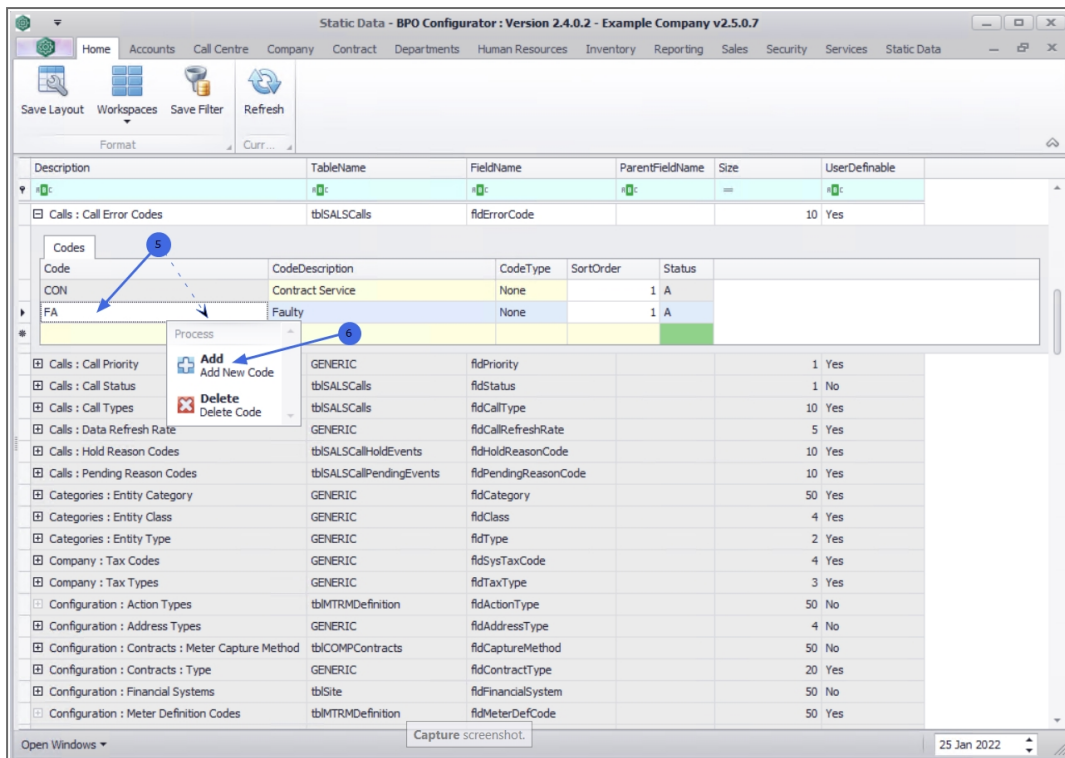 Static Data - BPO Configurator : Version 2.4.0.2 - Example Company v2.5.0.7
Home Accounts Call Centre Company Contract Departments Human Resources Inventory Reporting Sales Security Services Static Data
Save Layout Workspaces Save Filter Refresh
Format Curr...
Description TableName FieldName ParentFieldName Size UserDefinable
Calls : Call Error Codes tblSALSCalls fldErrorCode 10 Yes
Codes
5
Code CodeDescription CodeType SortOrder Status
CON Contract Service None 1 A
FA Faulty None 1 A
Process
6
Add
Add New Code
Delete
Delete Code
Calls : Call Priority GENERIC fldPriority 1 Yes
Calls : Call Status tblSALSCalls fldStatus 1 No
Calls : Call Types tblSALSCalls fldCallType 10 Yes
Calls : Data Refresh Rate GENERIC fldCallRefreshRate 5 Yes
Calls : Hold Reason Codes tblSALSCallHoldEvents fldHoldReasonCode 10 Yes
Calls : Pending Reason Codes tblSALSCallPendingEvents fldPendingReasonCode 10 Yes
Categories : Entity Category GENERIC fldCategory 50 Yes
Categories : Entity Class GENERIC fldClass 4 Yes
Categories : Entity Type GENERIC fldType 2 Yes
Company : Tax Codes GENERIC fldSysTaxCode 4 Yes
Company : Tax Types GENERIC fldTaxType 3 Yes
Configuration : Action Types tblMTRMDefinition fldActionType 50 No
Configuration : Address Types GENERIC fldAddressType 4 No
Configuration : Contracts : Meter Capture Method tblCOMPContracts fldCaptureMethod 50 No
Configuration : Contracts : Type GENERIC fldContractType 20 Yes
Configuration : Financial Systems tblSite fldFinancialSystem 50 No
Configuration : Meter Definition Codes tblMTRMDefinition fldMeterDefCode 50 Yes
Capture screenshot.
Open Windows 25 Jan 2022